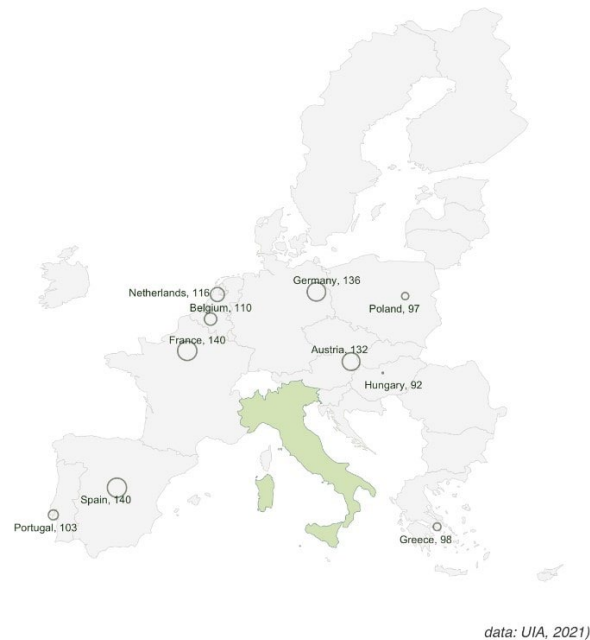 Germany, 136
Netherlands, 116
Belgium, 110
Poland, 97
France, 140
Austria, 132
Hungary, 92
Spain, 140
Portugal, 103
Greece, 98
data: UIA, 2021)